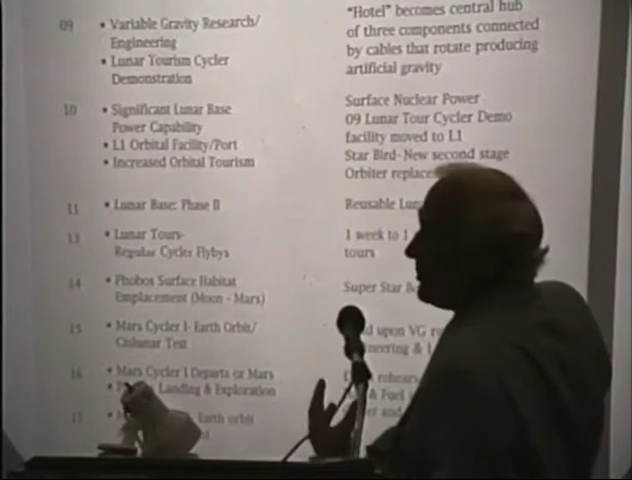 09
• Variable Gravity Research/
Engineering
• Lunar Tourism Cycler
Demonstration
"Hotel" becomes central hub
of three components connected
by cables that rotate producing
artificial gravity
10
• Significant Lunar Base
Power Capability
• L1 Orbital Facility/Port
• Increased Orbital Tourism
Surface Nuclear Power
09 Lunar Tour Cycler Demo
facility moved to L1
Star Bird- New second stage
Orbiter replace
11
• Lunar Base: Phase II
Reusable Lun
13
• Lunar Tours-
Regular Cycler Flybys
1 week to 1
tours
14
• Phobos Surface Habitat
Emplacement (Moon - Mars)
Super Star
15
• Mars Cycler I- Earth Orbit/
Cislunar Test
upon VG
neering &
16
• Mars Cycler I Departs or Mars
• Landing & Exploration
rehears
& Fuel
and
17
• Earth orbit